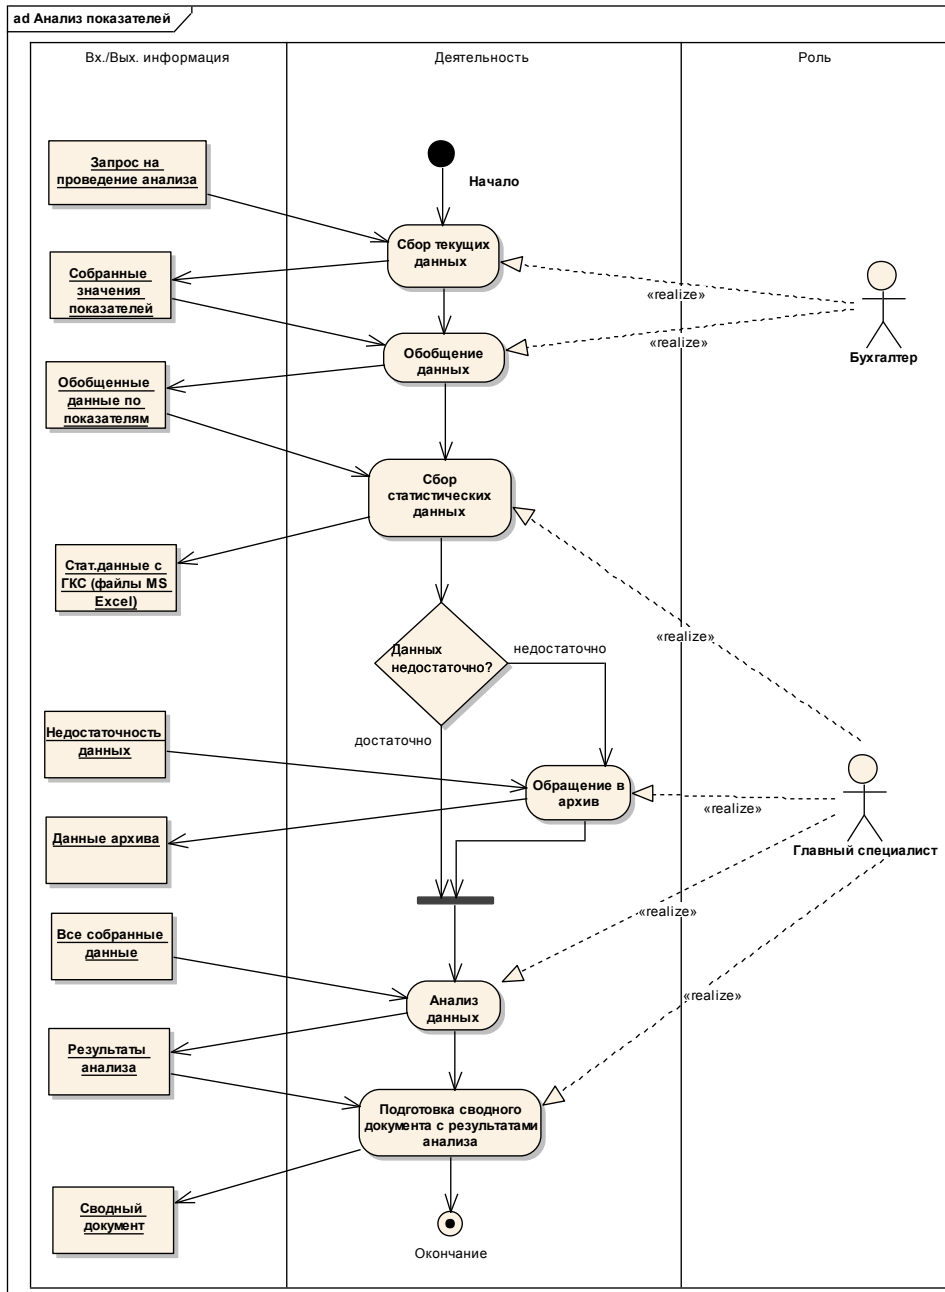 ad Анализ показателей
Вх./Вых. информация
Деятельность
Роль
Запрос на
проведение анализа
Начало
Сбор текущих
данных
Собранные
значения
показателей
«realize»
«realize»
Бухгалтер
Обобщение
данных
Обобщенные
данные по
показателям
Сбор
статистических
данных
Стат.данные с
ГКС (файлы MS
Excel)
«realize»
Данных
недостаточно?
недостаточно
достаточно
Недостаточность
данных
Обращение в
архив
«realize»
Главный специалист
Данные архива
«realize»
Все собранные
данные
«realize»
Анализ
данных
Результаты
анализа
Подготовка сводного
документа с результатами
анализа
Сводный
документ
Окончание